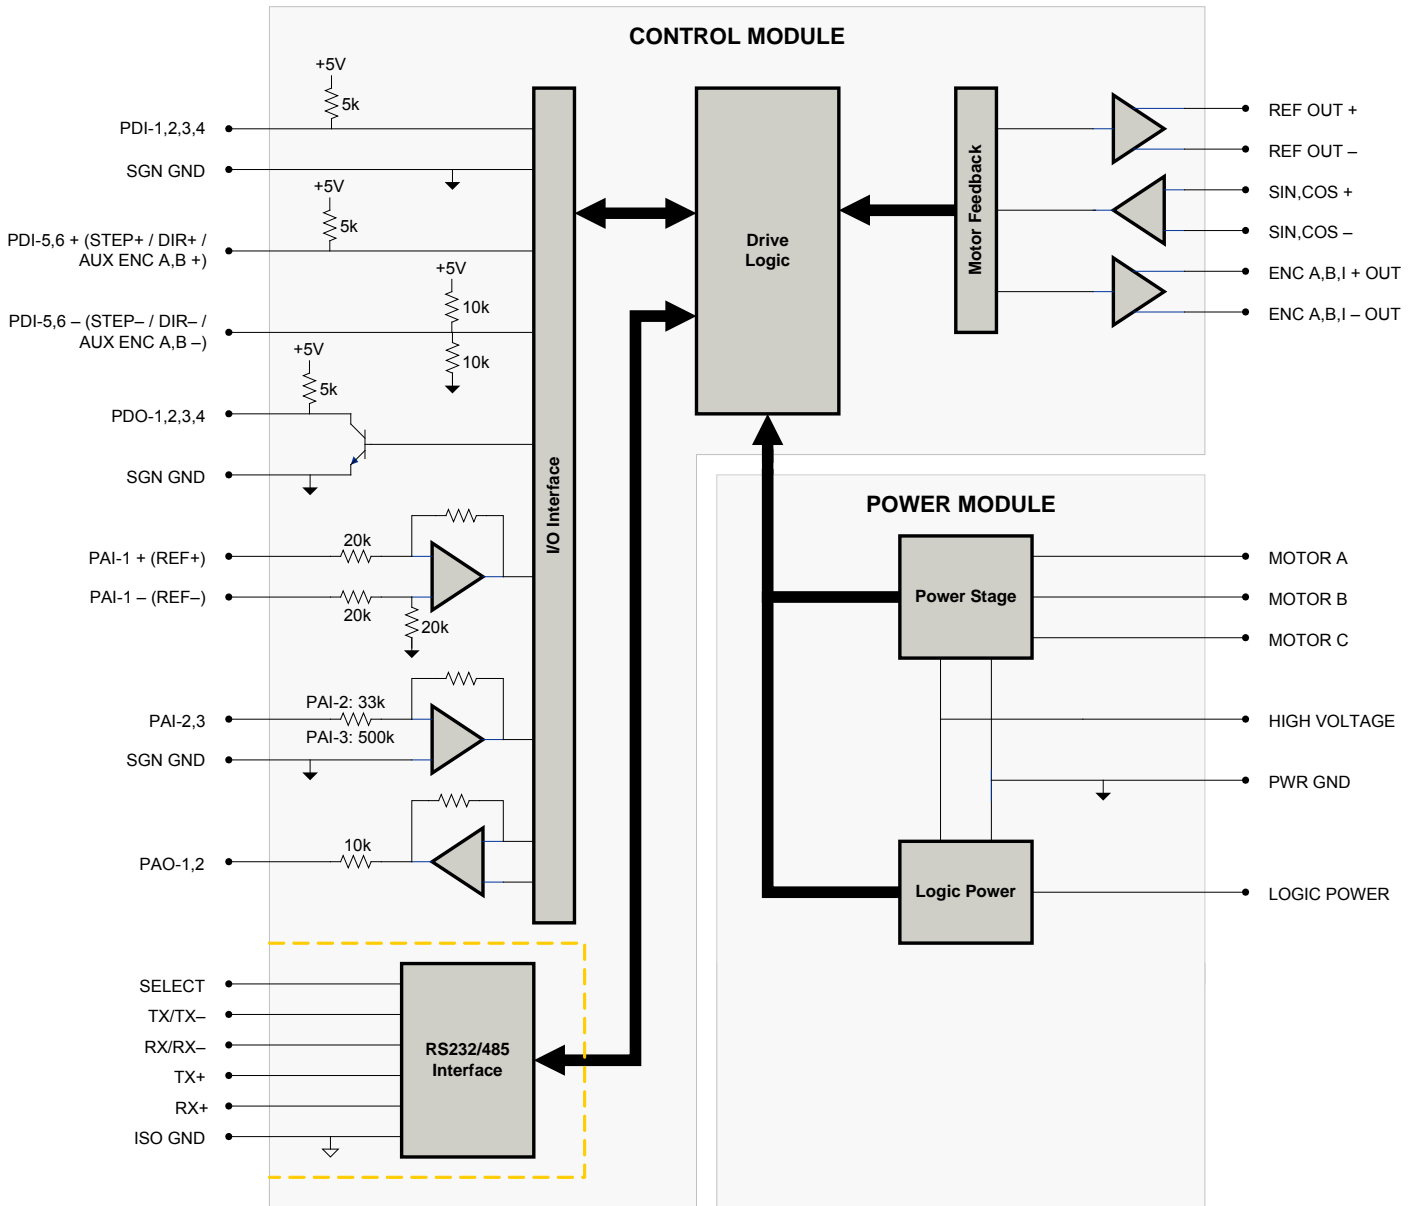 CONTROL MODULE
+5V
5k
PDI-1,2,3,4
SGN GND
+5V
5k
PDI-5,6 + (STEP+ / DIR+ /
AUX ENC A,B +)
+5V
10k
PDI-5,6 – (STEP– / DIR– /
AUX ENC A,B –)
10k
+5V
5k
PDO-1,2,3,4
SGN GND
20k
PAI-1 + (REF+)
PAI-1 – (REF–)
20k
20k
PAI-2: 33k
PAI-2,3
PAI-3: 500k
SGN GND
10k
PAO-1,2
I/O Interface
Drive
Logic
Motor Feedback
REF OUT +
REF OUT –
SIN,COS +
SIN,COS –
ENC A,B,I + OUT
ENC A,B,I – OUT
POWER MODULE
Power Stage
MOTOR A
MOTOR B
MOTOR C
HIGH VOLTAGE
PWR GND
Logic Power
LOGIC POWER
SELECT
TX/TX–
RX/RX–
TX+
RX+
ISO GND
RS232/485
Interface